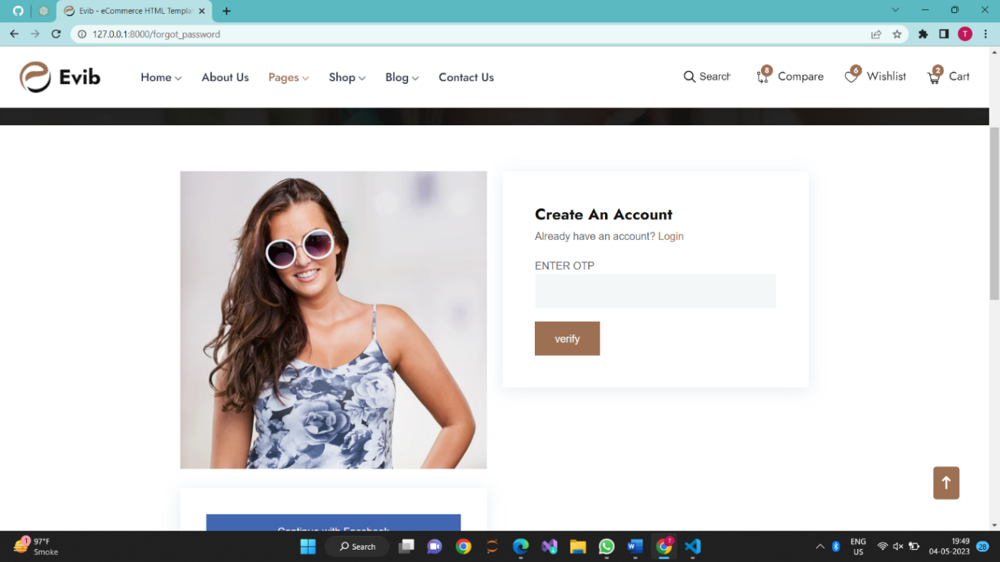 Evib - eCommerce HTML Templa
127.0.0.1:8000/forgot_password
T
Evib
Home
About Us
Pages
Shop
Blog
Contact Us
Search
8
Compare
6
Wishlist
2
Cart
Create An Account
Already have an account? Login
ENTER OTP
verify
Continue with Facebook
1
97°F
Smoke
Search
T
ENG
US
19:49
04-05-2023
28